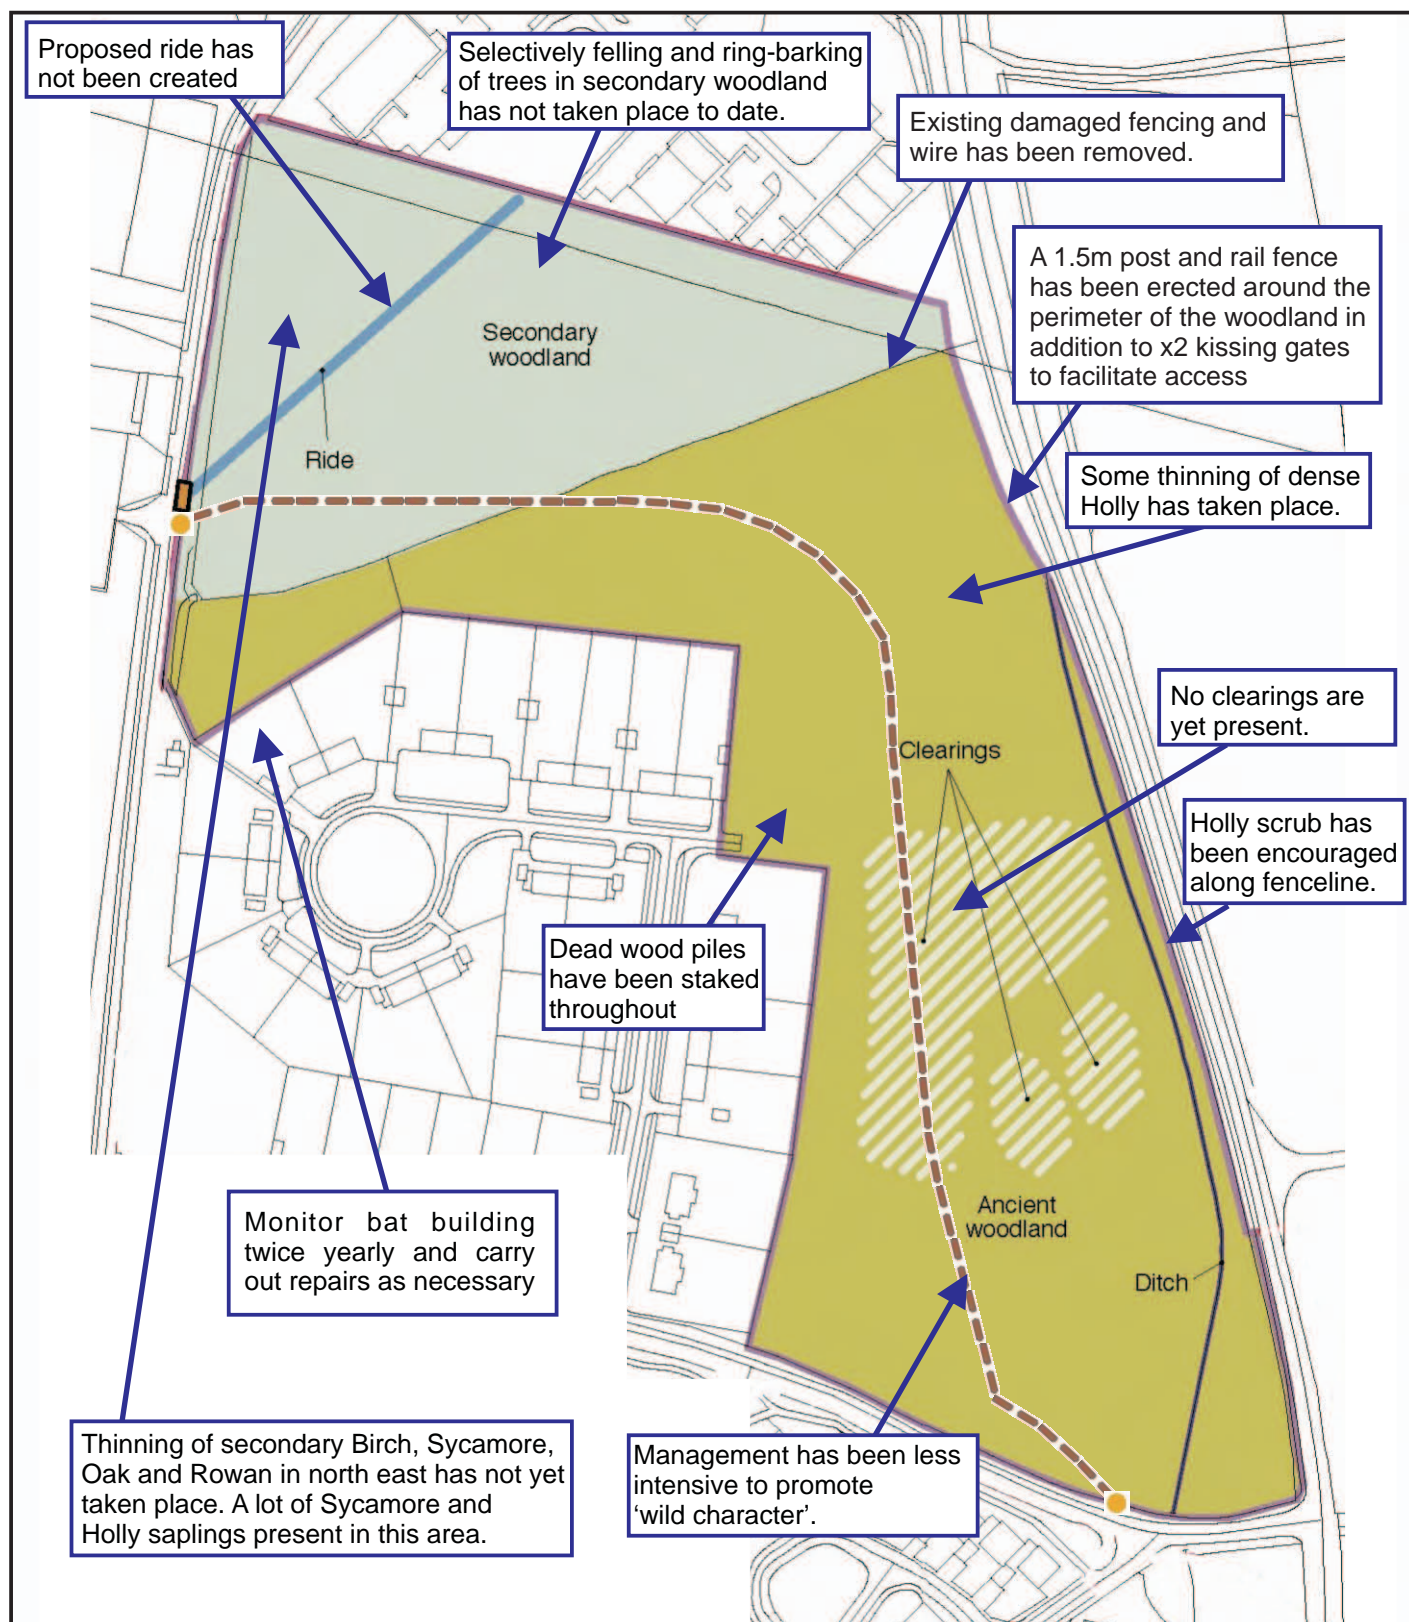 Proposed ride has
not been created
Selectively felling and ring-barking
of trees in secondary woodland
has not taken place to date.
Existing damaged fencing and
wire has been removed.
A 1.5m post and rail fence
has been erected around the
perimeter of the woodland in
addition to x2 kissing gates
to facilitate access
Secondary
woodland
Ride
Some thinning of dense
Holly has taken place.
No clearings are
yet present.
Clearings
Holly scrub has
been encouraged
along fenceline.
Dead wood piles
have been staked
throughout
Monitor bat building
twice yearly and carry
out repairs as necessary
Ancient
woodland
Ditch
Thinning of secondary Birch, Sycamore,
Oak and Rowan in north east has not yet
taken place. A lot of Sycamore and
Holly saplings present in this area.
Management has been less
intensive to promote
‘wild character’.